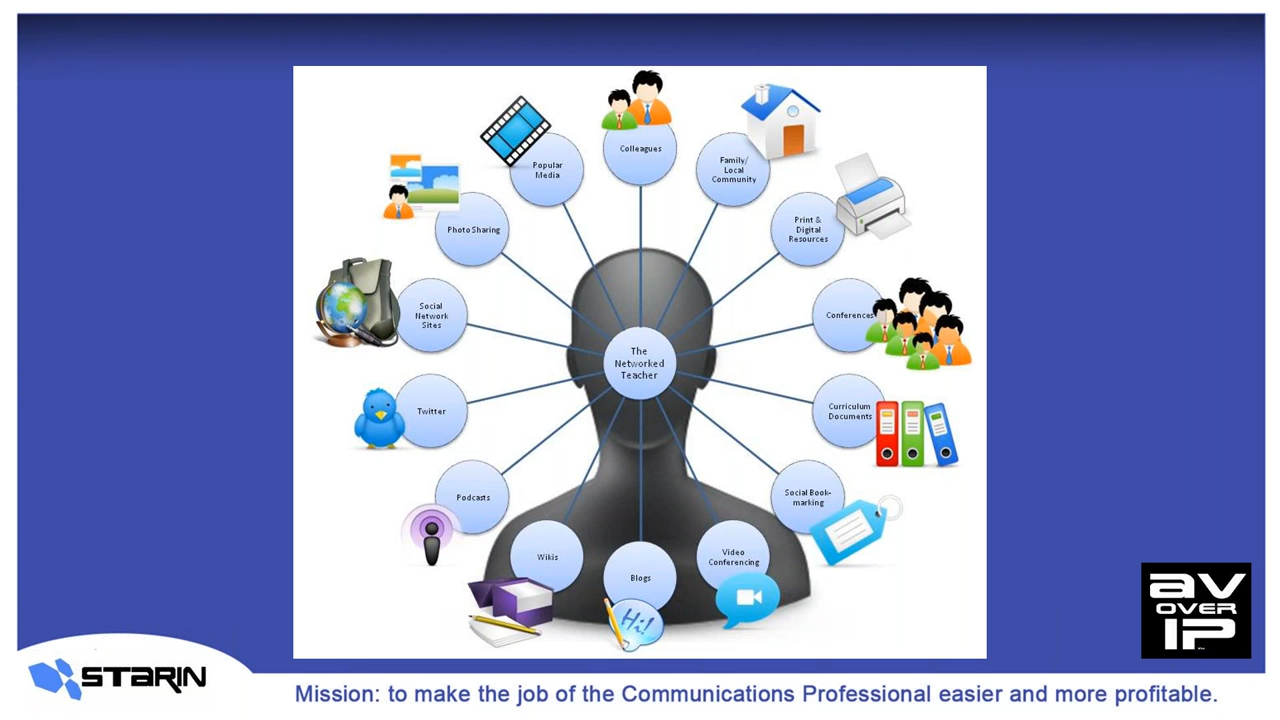 Colleagues
Family/
Local
Community
Popular
Media
Print &
Digital
Resources
Photo Sharing
Social
Network
Sites
Conferences
The
Networked
Teacher
Twitter
Curriculum
Documents
Podcasts
Social Book-
marking
Wikis
Video
Conferencing
Blogs
Hi!
av
OVER
IP
STARIN
Mission: to make the job of the Communications Professional easier and more profitable.